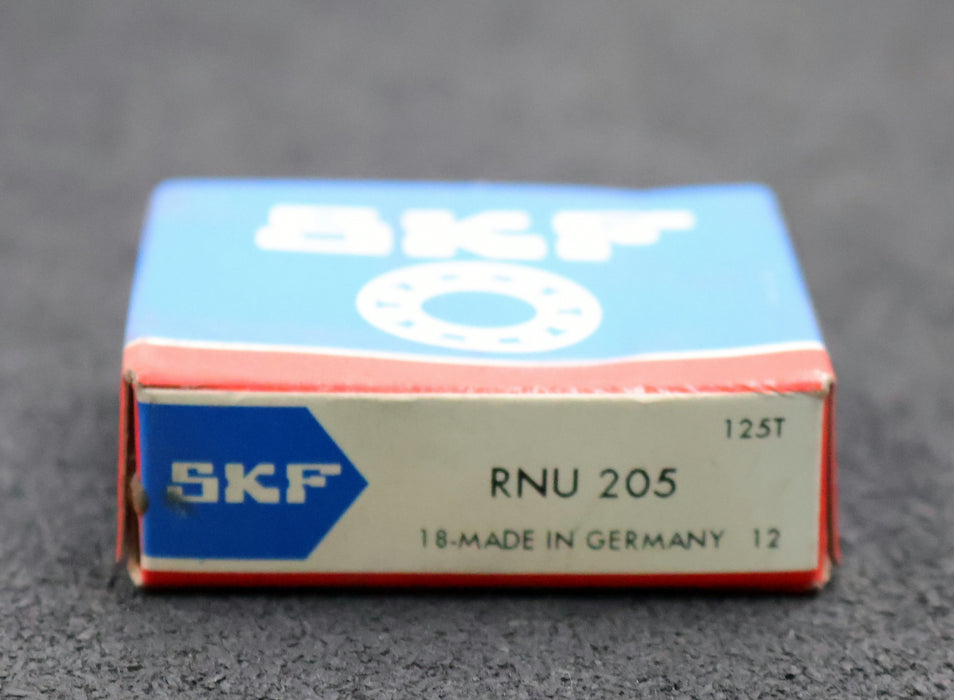 SKF
125T
SKF
RNU 205
18-MADE IN GERMANY 12